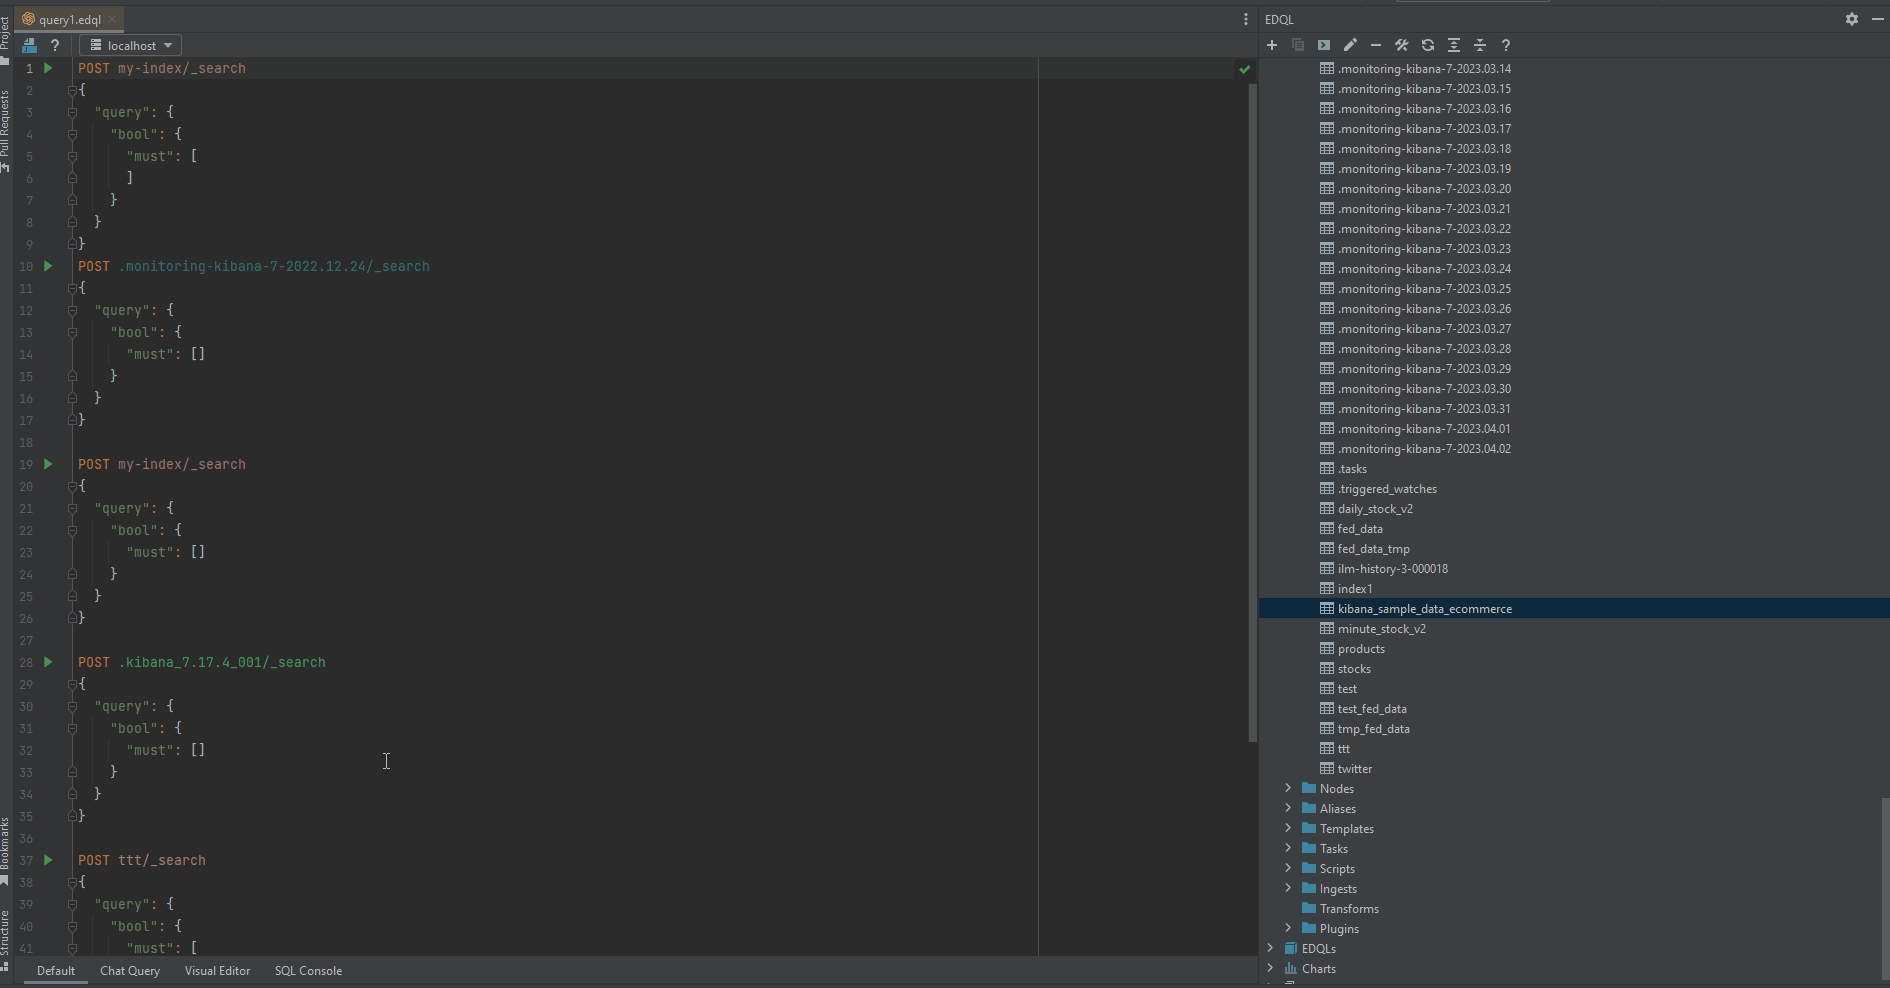 query1.edql
EDQL
Project
Pull Requests
Bookmarks
Structure
? localhost
?
1 POST my-index/_search
2 {
3 "query": {
4 "bool": {
5 "must": [
6 ]
7 }
8 }
9 }
10 POST .monitoring-kibana-7-2022.12.24/_search
11 {
12 "query": {
13 "bool": {
14 "must": []
15 }
16 }
17 }
18
19 POST my-index/_search
20 {
21 "query": {
22 "bool": {
23 "must": []
24 }
25 }
26 }
27
28 POST .kibana_7.17.4_001/_search
29 {
30 "query": {
31 "bool": {
32 "must": []
33 }
34 }
35 }
36
37 POST ttt/_search
38 {
39 "query": {
40 "bool": {
41 "must": [
Default Chat Query Visual Editor SQL Console
.monitoring-kibana-7-2023.03.14
.monitoring-kibana-7-2023.03.15
.monitoring-kibana-7-2023.03.16
.monitoring-kibana-7-2023.03.17
.monitoring-kibana-7-2023.03.18
.monitoring-kibana-7-2023.03.19
.monitoring-kibana-7-2023.03.20
.monitoring-kibana-7-2023.03.21
.monitoring-kibana-7-2023.03.22
.monitoring-kibana-7-2023.03.23
.monitoring-kibana-7-2023.03.24
.monitoring-kibana-7-2023.03.25
.monitoring-kibana-7-2023.03.26
.monitoring-kibana-7-2023.03.27
.monitoring-kibana-7-2023.03.28
.monitoring-kibana-7-2023.03.29
.monitoring-kibana-7-2023.03.30
.monitoring-kibana-7-2023.03.31
.monitoring-kibana-7-2023.04.01
.monitoring-kibana-7-2023.04.02
.tasks
.triggered_watches
daily_stock_v2
fed_data
fed_data_tmp
ilm-history-3-000018
index1
kibana_sample_data_ecommerce
minute_stock_v2
products
stocks
test
test_fed_data
tmp_fed_data
ttt
twitter
Nodes
Aliases
Templates
Tasks
Scripts
Ingests
Transforms
Plugins
EDQLs
Charts